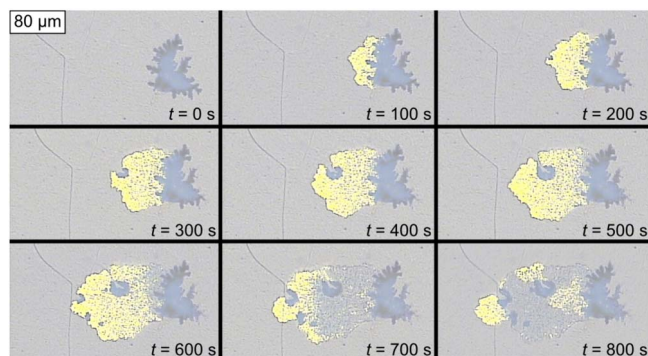 80 µm
t = 0 s
t = 100 s
t = 200 s
t = 300 s
t = 400 s
t = 500 s
t = 600 s
t = 700 s
t = 800 s